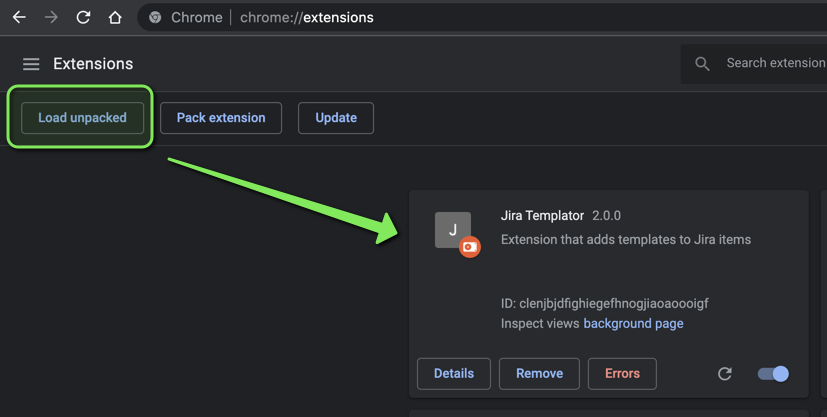 Chrome | chrome://extensions
Extensions
Search extension
Load unpacked
Pack extension
Update
J
Jira Templator 2.0.0
Extension that adds templates to Jira items
ID: clenjbjdfighiegefhnogjiaoaoooigf
Inspect views background page
Details
Remove
Errors